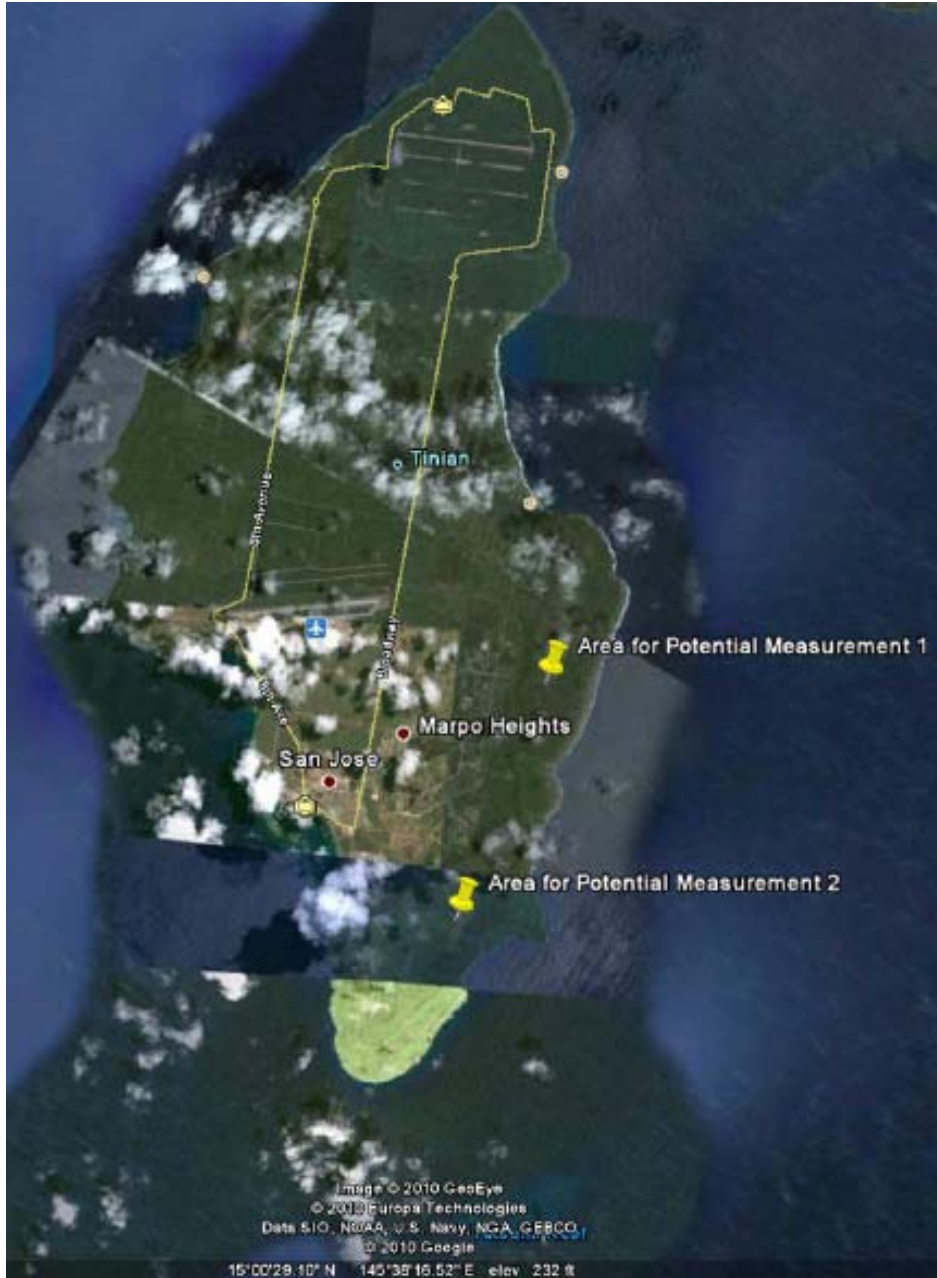 Tinian
Broadway
Area for Potential Measurement 1
Marpo Heights
San Jose
Area for Potential Measurement 2
Image © 2010 GeoEye
© 2010 Europa Technologies
Data SIO, NOAA, U.S. Navy, NGA, GEBCO
© 2010 Google
15°00'29.10" N 145°38'16.52" E elev 232 ft